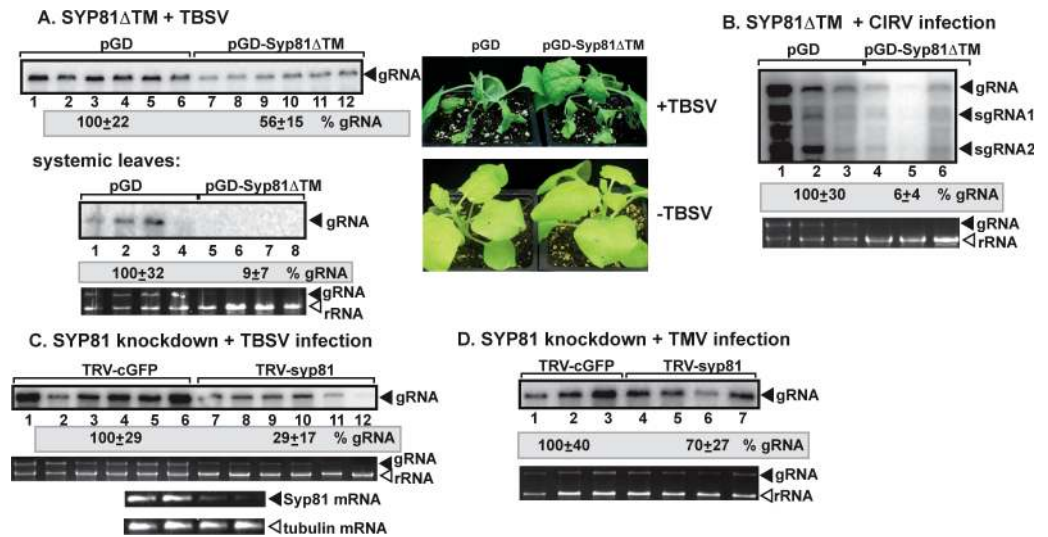 A. SYP81ΔTM + TBSV
pGD pGD-Syp81ΔTM
gRNA
1 2 3 4 5 6 7 8 9 10 11 12
100±22 56±15 % gRNA
systemic leaves:
pGD pGD-Syp81ΔTM
gRNA
1 2 3 4 5 6 7 8
100±32 9±7 % gRNA
gRNA
rRNA
pGD pGD-Syp81ΔTM
+TBSV
-TBSV
B. SYP81ΔTM + CIRV infection
pGD pGD-Syp81ΔTM
gRNA
sgRNA1
sgRNA2
1 2 3 4 5 6
100±30 6±4 % gRNA
gRNA
rRNA
C. SYP81 knockdown + TBSV infection
TRV-cGFP TRV-syp81
gRNA
1 2 3 4 5 6 7 8 9 10 11 12
100±29 29±17 % gRNA
gRNA
rRNA
Syp81 mRNA
tubulin mRNA
D. SYP81 knockdown + TMV infection
TRV-cGFP TRV-syp81
gRNA
1 2 3 4 5 6 7
100±40 70±27 % gRNA
gRNA
rRNA